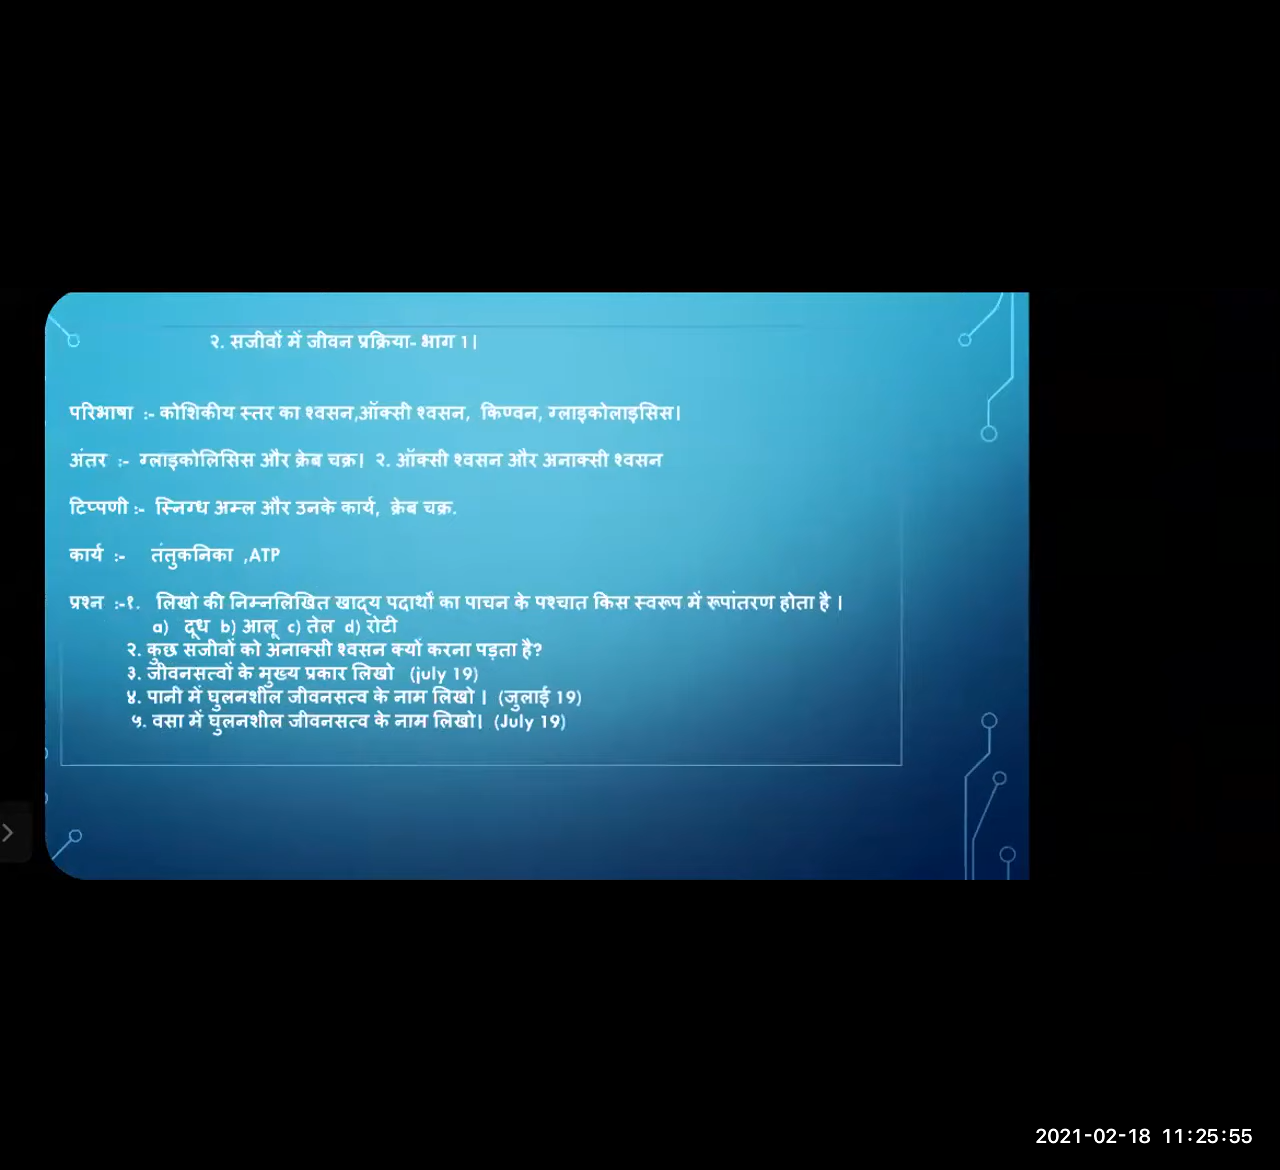 २. सजीवों में जीवन प्रक्रिया- भाग 1|
परिभाषा :- कोशिकीय स्तर का श्वसन,ऑक्सी श्वसन, किण्वन, ग्लाइकोलाइसिस|
अंतर :- ग्लाइकोलिसिस और क्रेब चक्र| २. ऑक्सी श्वसन और अनाक्सी श्वसन
टिप्पणी :- स्निग्ध अम्ल और उनके कार्य, क्रेब चक्र.
कार्य :- तंतुकनिका ,ATP
प्रश्न :-१. लिखो की निम्नलिखित खाद्य पदार्थों का पाचन के पश्चात किस स्वरूप में रूपांतरण होता है |
a) दूध b) आलू c) तेल d) रोटी
२. कुछ सजीवों को अनाक्सी श्वसन क्यों करना पड़ता है?
३. जीवनसत्वों के मुख्य प्रकार लिखो (july 19)
४. पानी में घुलनशील जीवनसत्व के नाम लिखो | (जुलाई 19)
५. वसा में घुलनशील जीवनसत्व के नाम लिखो| (July 19)
2021-02-18 11:25:55